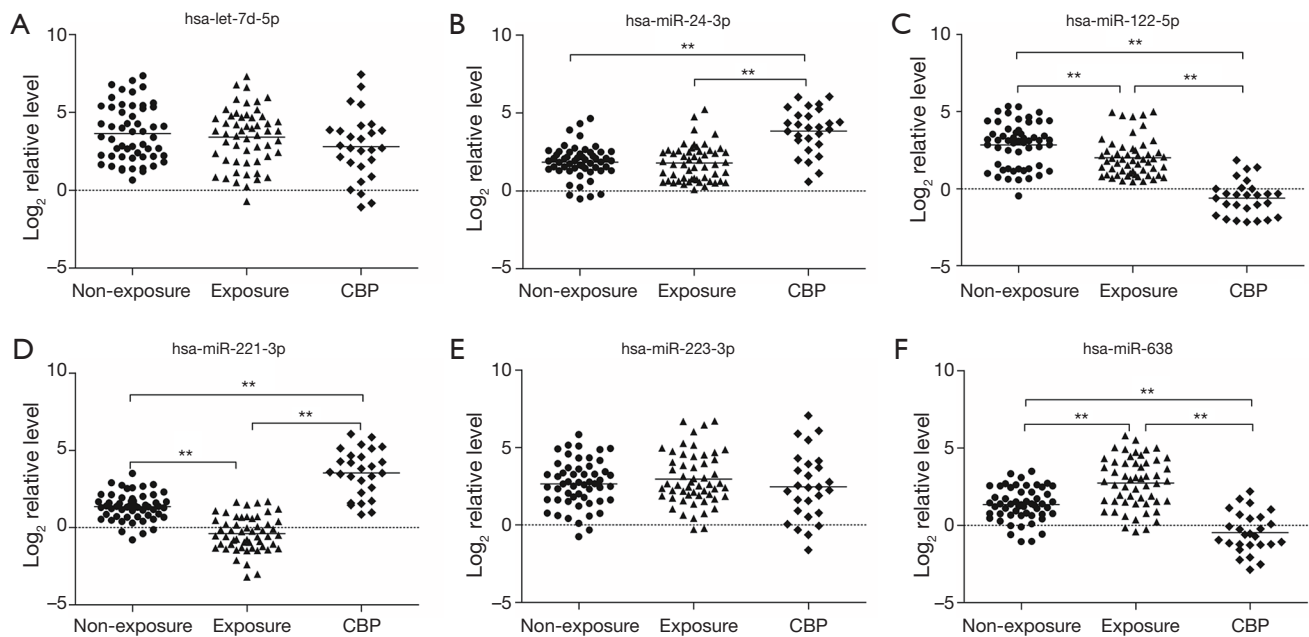 A
hsa-let-7d-5p
10
5
0
–5
Log2 relative level
Non-exposure Exposure CBP
B
hsa-miR-24-3p
10
5
0
–5
Log2 relative level
**
**
Non-exposure Exposure CBP
C
hsa-miR-122-5p
10
5
0
–5
Log2 relative level
**
** **
Non-exposure Exposure CBP
D
hsa-miR-221-3p
10
5
0
–5
Log2 relative level
**
**
**
Non-exposure Exposure CBP
E
hsa-miR-223-3p
10
5
0
–5
Log2 relative level
Non-exposure Exposure CBP
F
hsa-miR-638
10
5
0
–5
Log2 relative level
**
** **
Non-exposure Exposure CBP